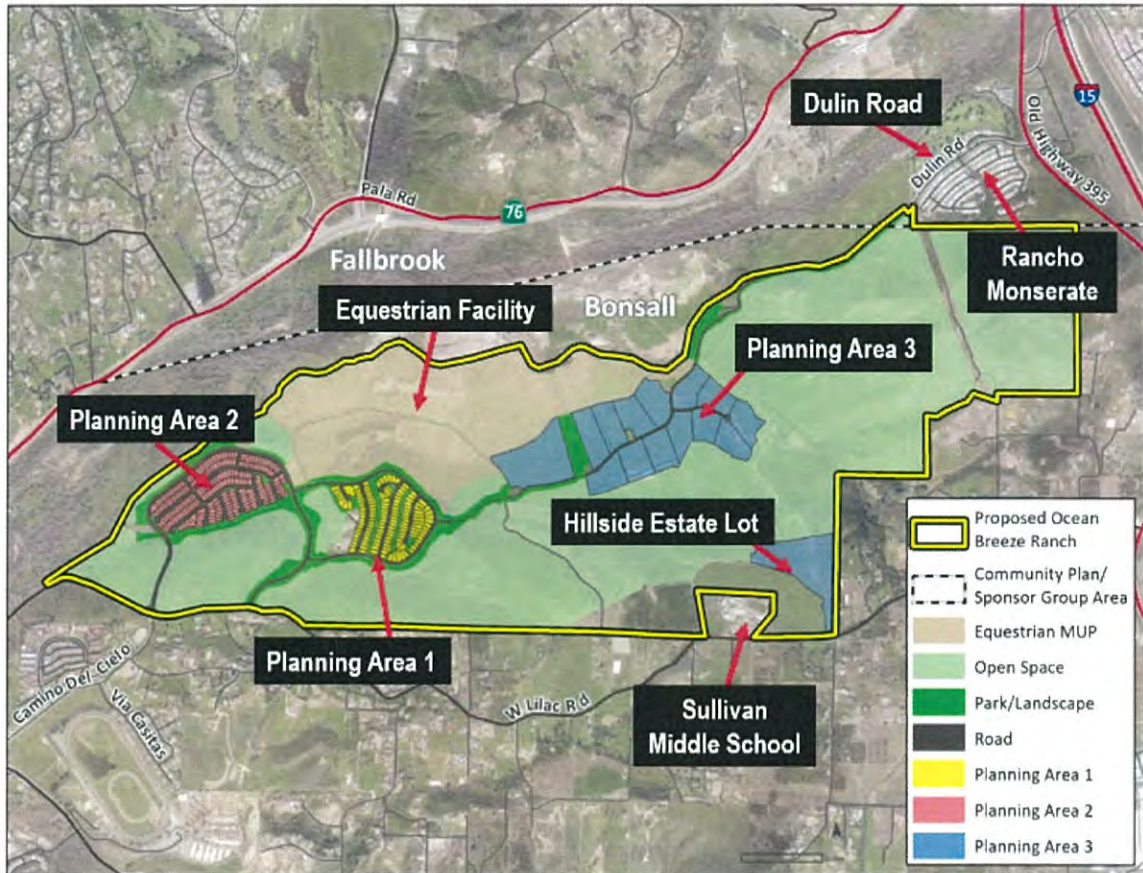 Dulin Road
15
Old Highway 395
Dulin Rd
Pala Rd
76
Fallbrook
Rancho
Monserate
Equestrian Facility
Bonsall
Planning Area 3
Planning Area 2
Hillside Estate Lot
Planning Area 1
Sullivan
Middle School
Camino Del Cielo
Via Casitas
W Lilac Rd
Proposed Ocean
Breeze Ranch
Community Plan/
Sponsor Group Area
Equestrian MUP
Open Space
Park/Landscape
Road
Planning Area 1
Planning Area 2
Planning Area 3